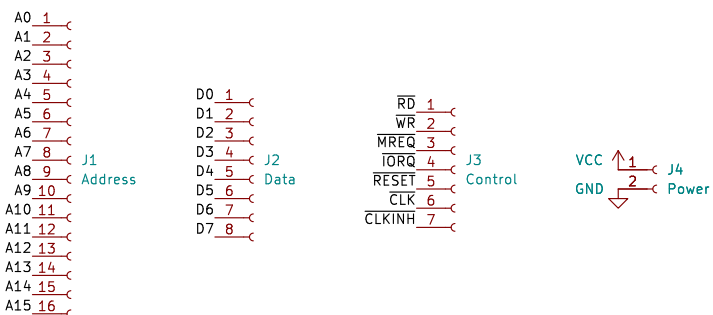 A0 1
A1 2
A2 3
A3 4
A4 5
A5 6
A6 7
A7 8
A8 9
A9 10
A10 11
A11 12
A12 13
A13 14
A14 15
A15 16
J1
Address
D0 1
D1 2
D2 3
D3 4
D4 5
D5 6
D6 7
D7 8
J2
Data
RD 1
WR 2
MREQ 3
IORQ 4
RESET 5
CLK 6
CLKINH 7
J3
Control
VCC 1
GND 2
J4
Power